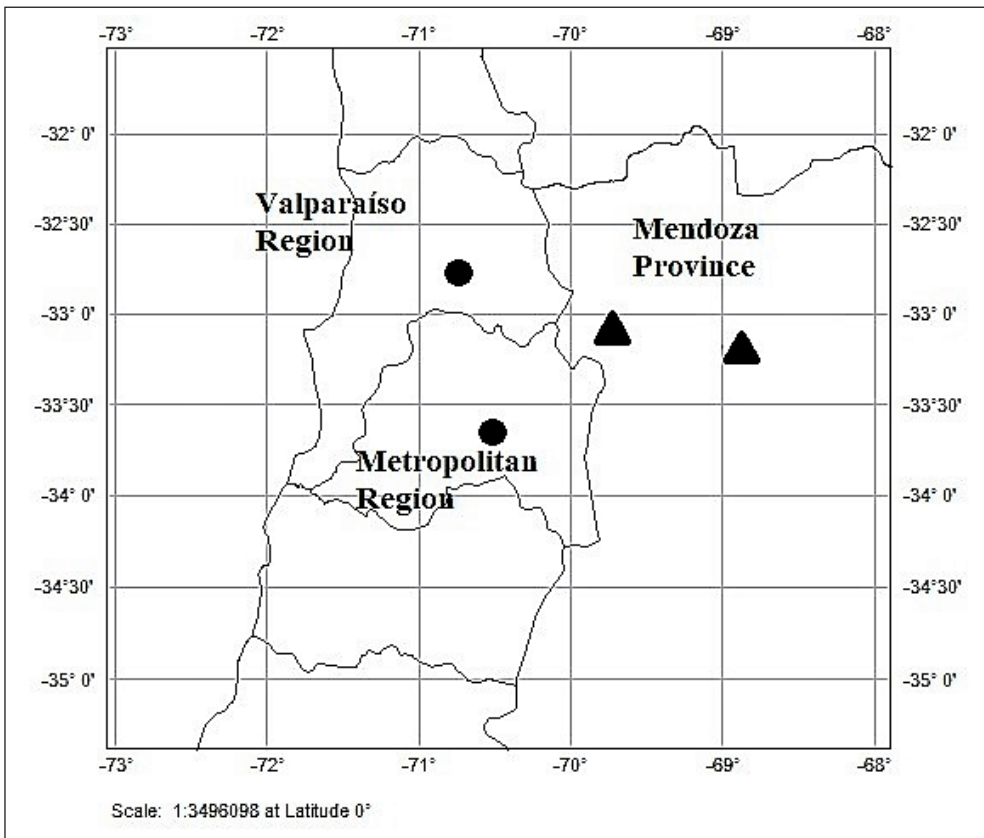 -73° -72° -71° -70° -69° -68°
-32° 0' -32° 0'
Valparaíso
Region
-32° 30' -32° 30'
Mendoza
Province
-33° 0' -33° 0'
-33° 30' -33° 30'
Metropolitan
Region
-34° 0' -34° 0'
-34° 30' -34° 30'
-35° 0' -35° 0'
-73° -72° -71° -70° -69° -68°
Scale: 1:3496098 at Latitude 0°